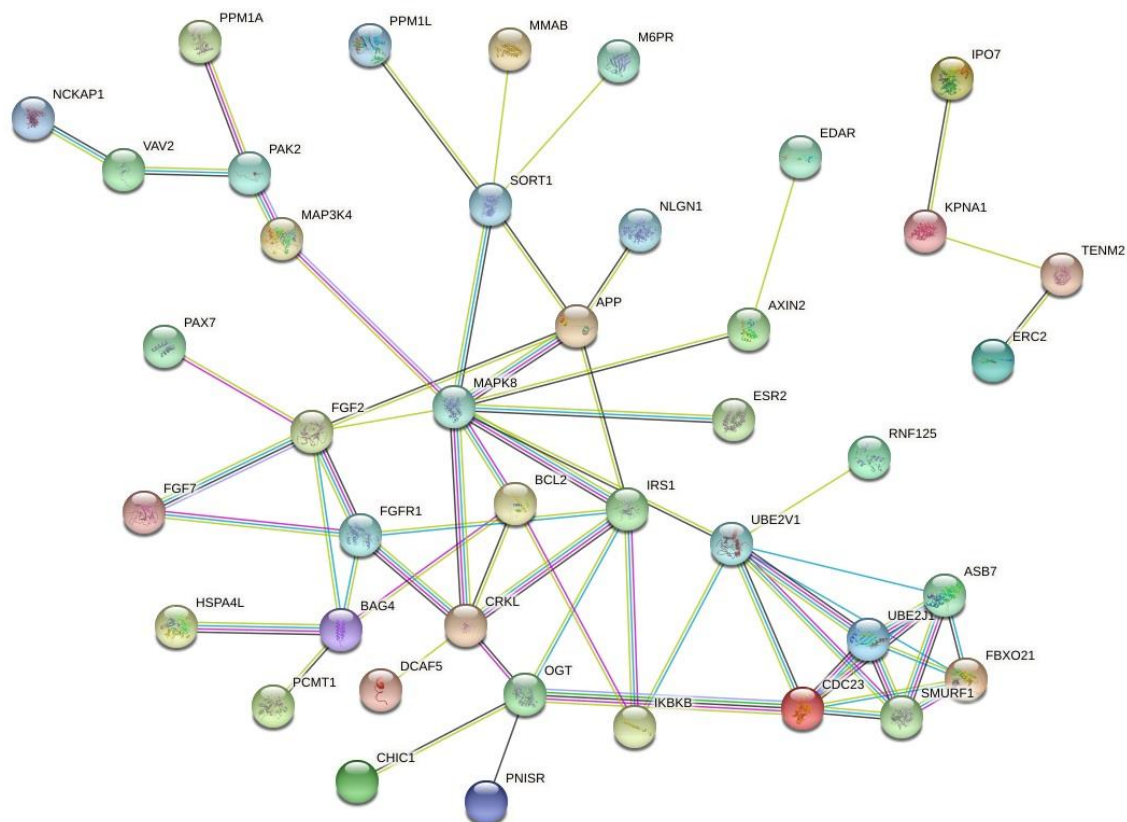 PPM1A
PPM1L
MMAB
M6PR
IPO7
NCKAP1
VAV2
PAK2
EDAR
SORT1
MAP3K4
NLGN1
KPNA1
TENM2
APP
AXIN2
ERC2
PAX7
MAPK8
FGF2
ESR2
RNF125
FGF7
BCL2
IRS1
FGFR1
UBE2V1
ASB7
HSPA4L
BAG4
CRKL
UBE2J1
FBXO21
PCMT1
DCAF5
OGT
IKBKB
CDC23
SMURF1
CHIC1
PNISR